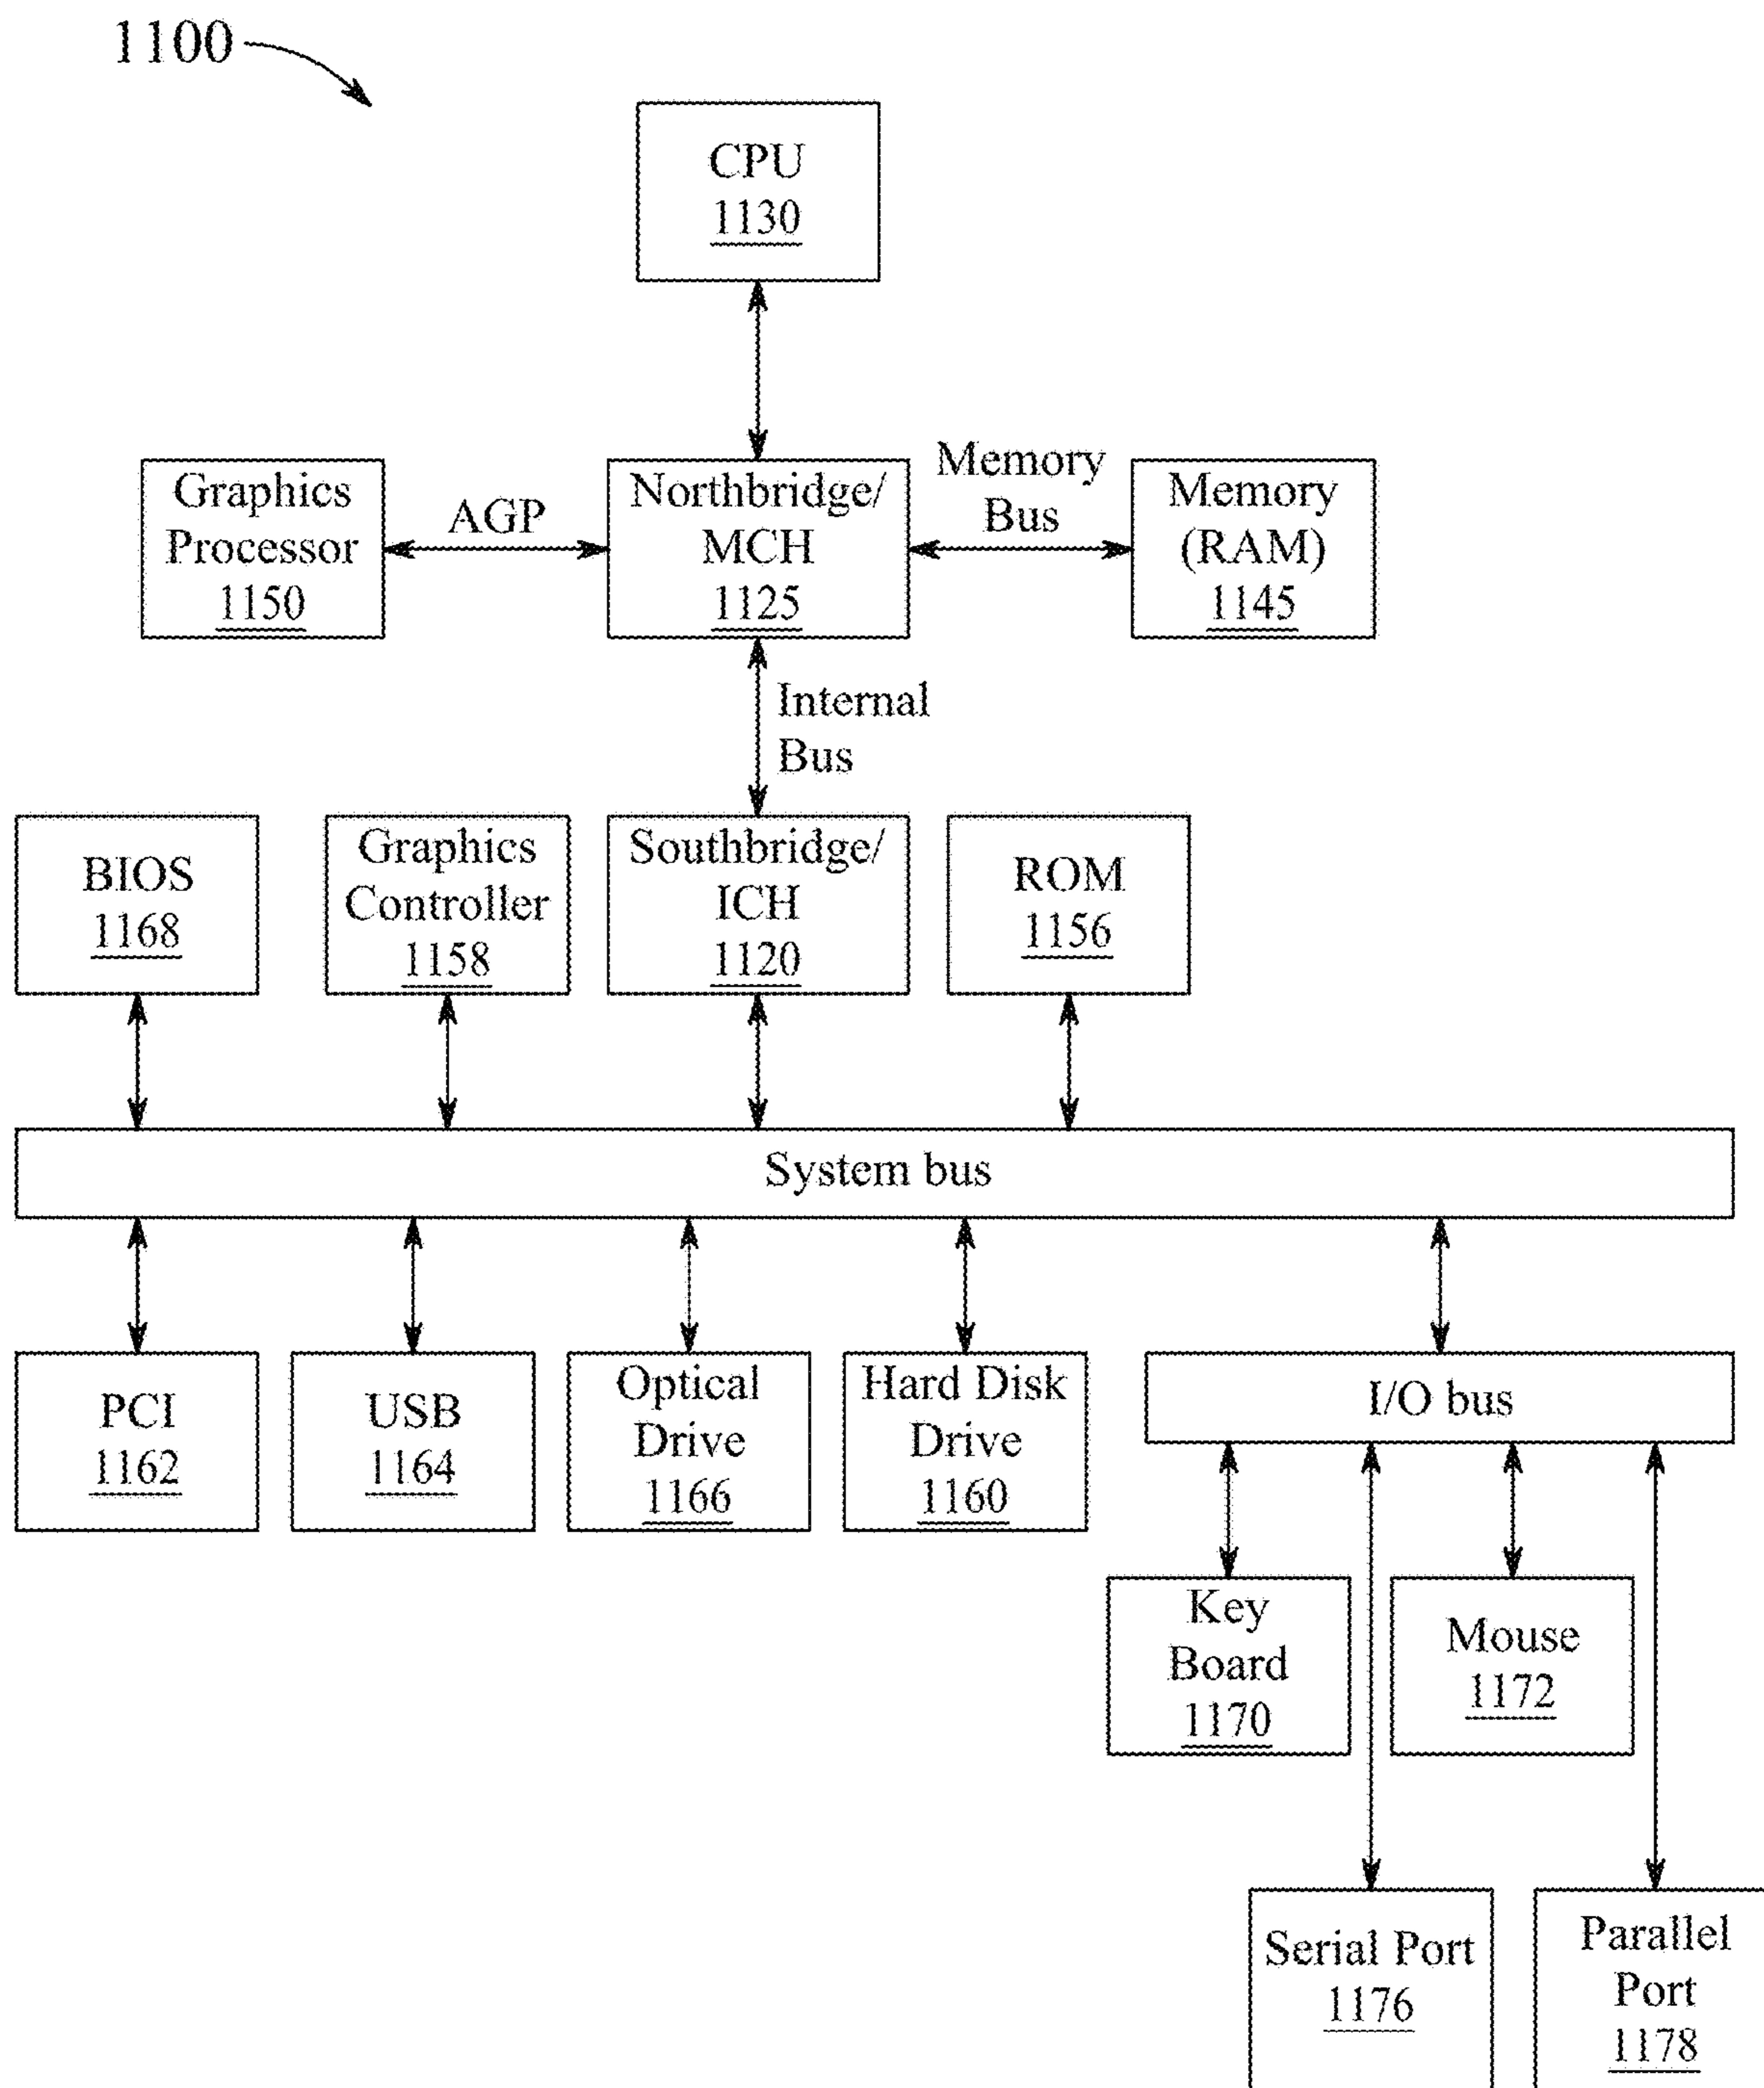 1100
CPU
1130
Graphics
Processor
1150
AGP
Northbridge/
MCH
1125
Memory
Bus
Memory
(RAM)
1145
Internal
Bus
BIOS
1168
Graphics
Controller
1158
Southbridge/
ICH
1120
ROM
1156
System bus
PCI
1162
USB
1164
Optical
Drive
1166
Hard Disk
Drive
1160
I/O bus
Key
Board
1170
Mouse
1172
Serial Port
1176
Parallel
Port
1178